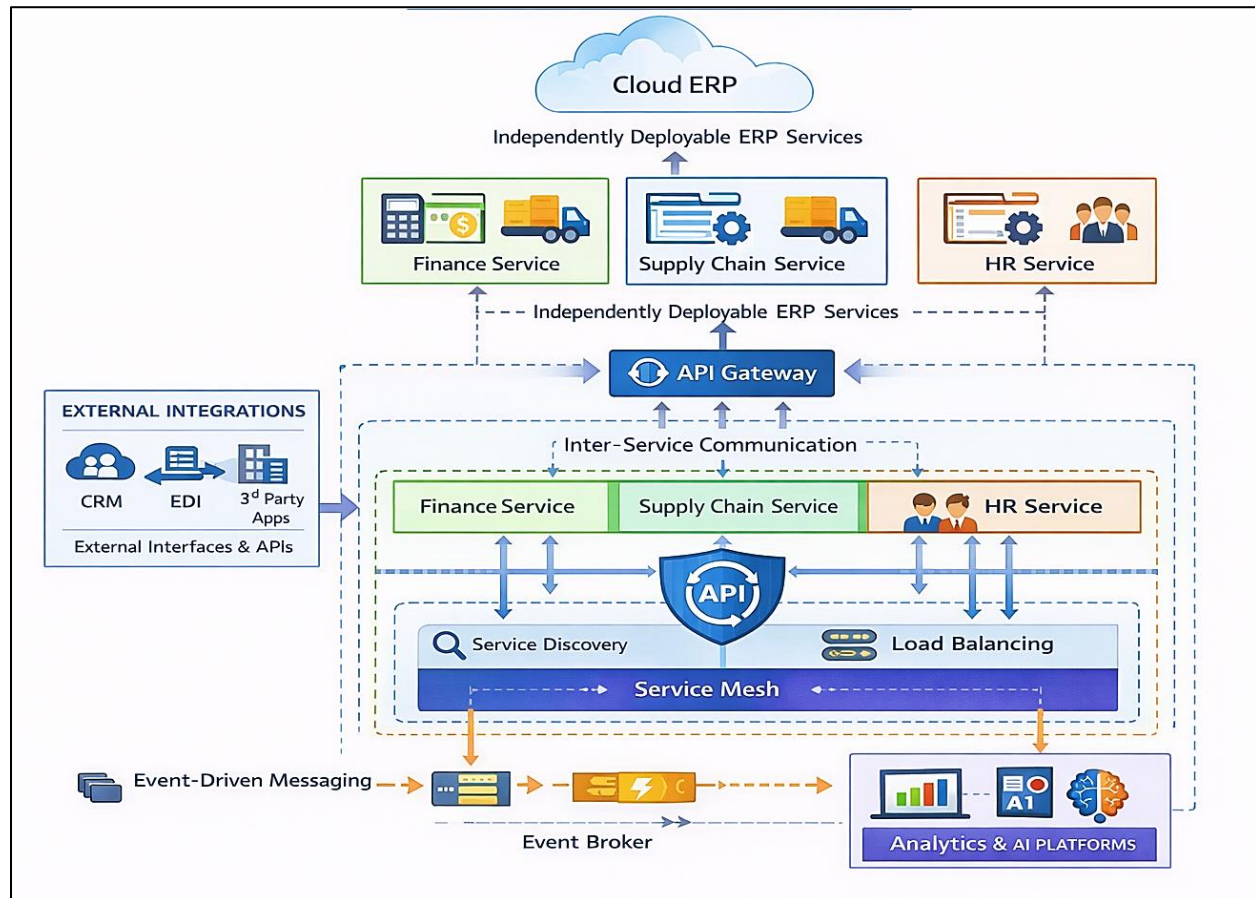 Cloud ERP
Independently Deployable ERP Services
$
Finance Service
Supply Chain Service
HR Service
Independently Deployable ERP Services
API Gateway
EXTERNAL INTEGRATIONS
CRM
EDI
3ᵈ Party
Apps
External Interfaces & APIs
Inter-Service Communication
Finance Service
Supply Chain Service
HR Service
API
Service Discovery
Load Balancing
Service Mesh
Event-Driven Messaging
C
Event Broker
A1
Analytics & AI PLATFORMS